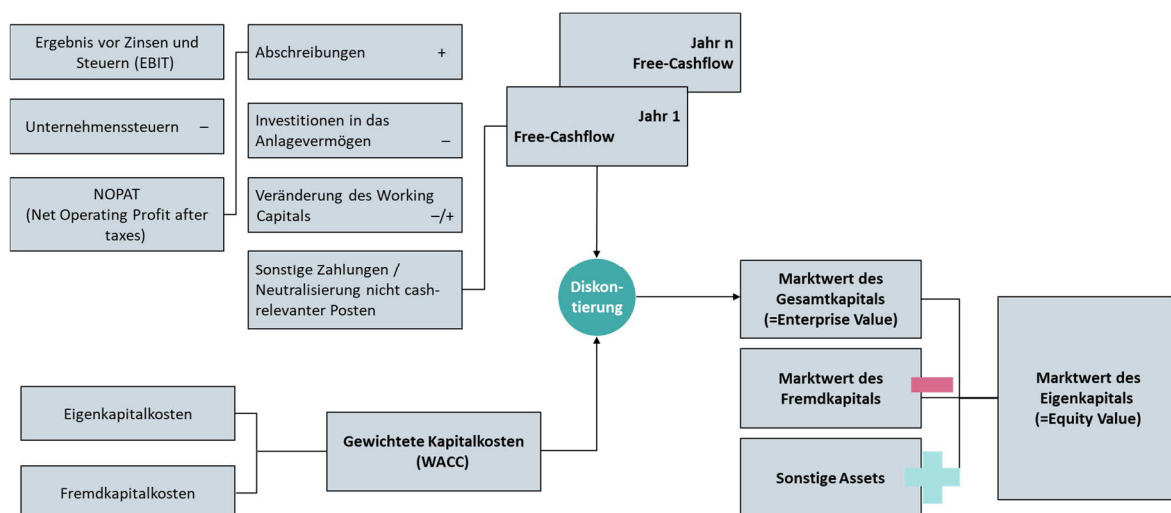 Ergebnis vor Zinsen und
Steuern (EBIT)
Unternehmenssteuern –
NOPAT
(Net Operating Profit after
taxes)
Abschreibungen +
Investitionen in das
Anlagevermögen –
Veränderung des Working
Capitals –/+
Sonstige Zahlungen /
Neutralisierung nicht cash-
relevanter Posten
Jahr n
Free-Cashflow
Jahr 1
Free-Cashflow
Diskon-
tierung
Eigenkapitalkosten
Fremdkapitalkosten
Gewichtete Kapitalkosten
(WACC)
Marktwert des
Gesamtkapitals
(=Enterprise Value)
Marktwert des
Fremdkapitals
Sonstige Assets
Marktwert des
Eigenkapitals
(=Equity Value)